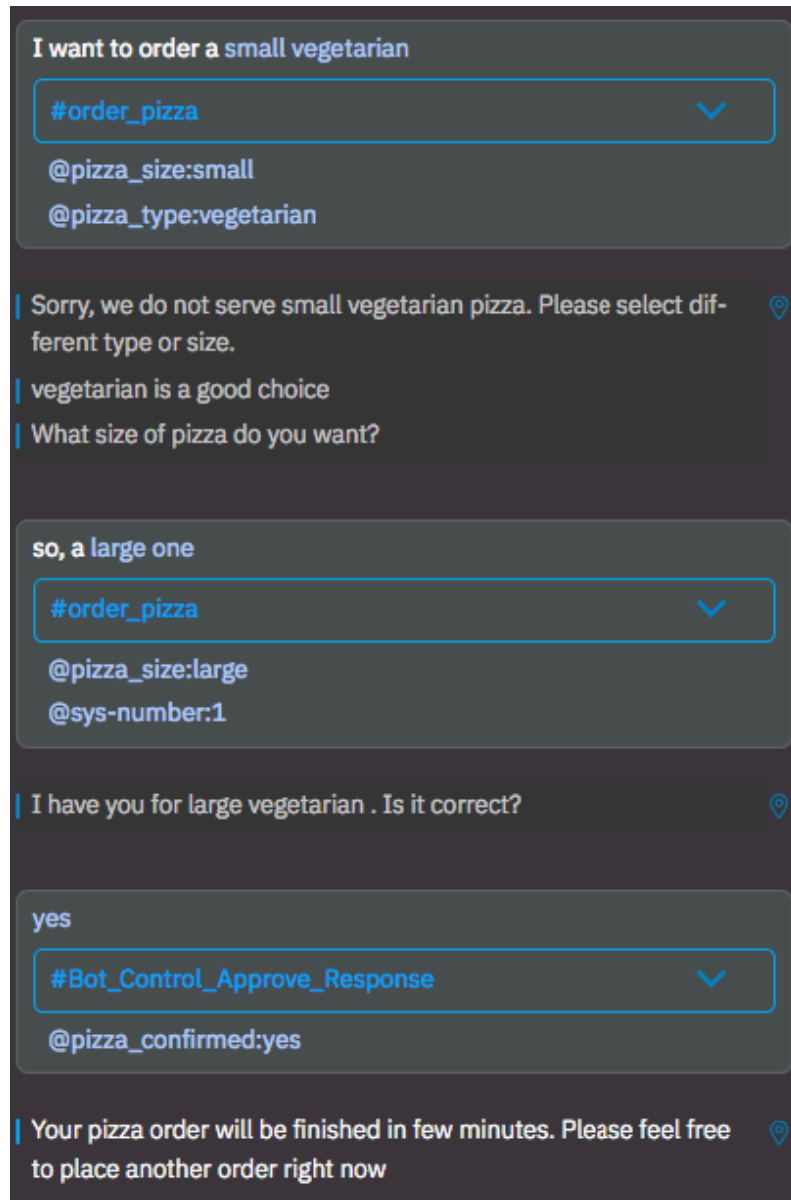 I want to order a small vegetarian
#order_pizza
@pizza_size:small
@pizza_type:vegetarian
Sorry, we do not serve small vegetarian pizza. Please select dif-
ferent type or size.
vegetarian is a good choice
What size of pizza do you want?
so, a large one
#order_pizza
@pizza_size:large
@sys-number:1
I have you for large vegetarian . Is it correct?
yes
#Bot_Control_Approve_Response
@pizza_confirmed:yes
Your pizza order will be finished in few minutes. Please feel free
to place another order right now